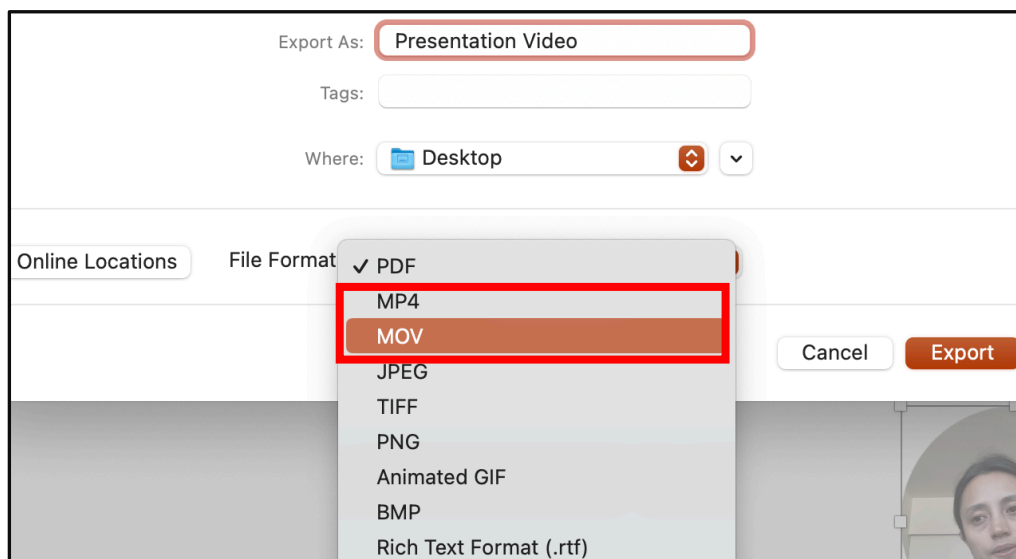 Export As: Presentation Video
Tags:
Where: Desktop
Online Locations File Format
✓ PDF
MP4
MOV
JPEG
TIFF
PNG
Animated GIF
BMP
Rich Text Format (.rtf)
Cancel Export